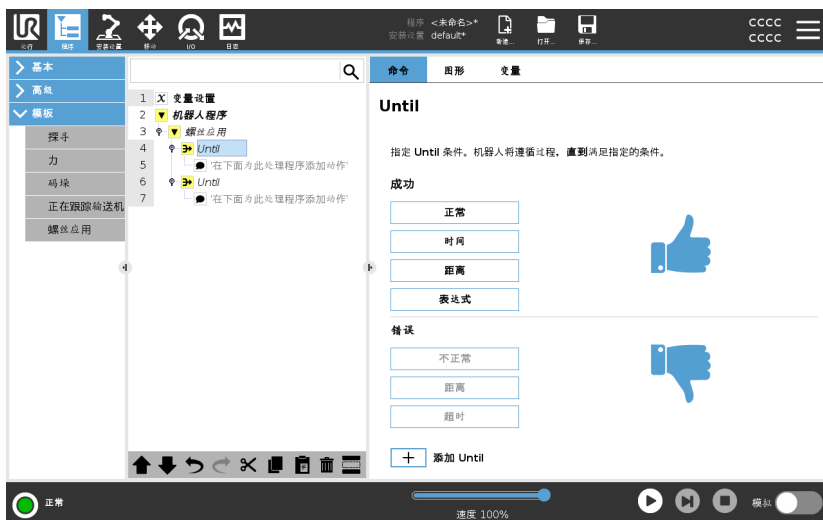 UR
运行
程序
安装设置
移动
I/O
日志
程序 <未命名>*
安装设置 default*
新建...
打开...
保存...
CCCC
CCCC
基本
高级
模板
探斗
力
码垛
正在跟踪输送机
螺丝应用
1 X 变量设置
2 机器人程序
3 螺丝应用
4 Until
5 '在下面为此处理程序添加动作'
6 Until
7 '在下面为此处理程序添加动作'
命令 图形 变量
Until
指定 Until 条件。机器人将遵循过程，直到满足指定的条件。
成功
正常
时间
距离
表达式
错误
不正常
距离
超时
添加 Until
正常
速度 100%
模拟